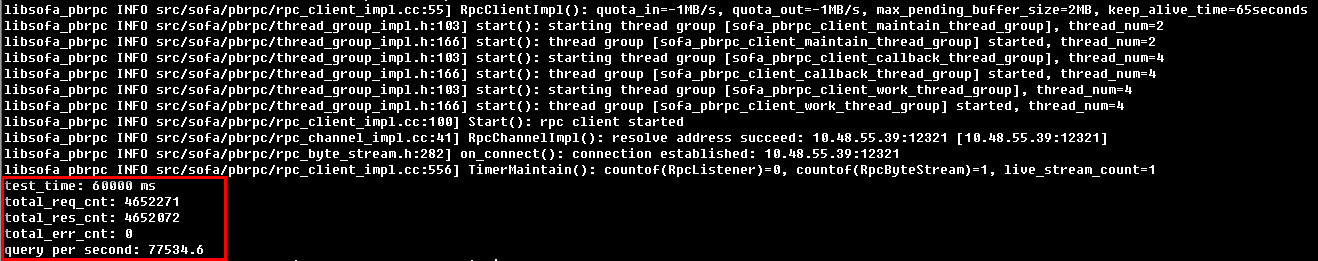 libsofa_pbrpc INFO src/sofa/pbrpc/rpc_client_impl.cc:55] RpcClientImpl(): quota_in=-1MB/s, quota_out=-1MB/s, max_pending_buffer_size=2MB, keep_alive_time=65seconds
libsofa_pbrpc INFO src/sofa/pbrpc/thread_group_impl.h:103] start(): starting thread group [sofa_pbrpc_client_maintain_thread_group], thread_num=2
libsofa_pbrpc INFO src/sofa/pbrpc/thread_group_impl.h:166] start(): thread group [sofa_pbrpc_client_maintain_thread_group] started, thread_num=2
libsofa_pbrpc INFO src/sofa/pbrpc/thread_group_impl.h:103] start(): starting thread group [sofa_pbrpc_client_callback_thread_group], thread_num=4
libsofa_pbrpc INFO src/sofa/pbrpc/thread_group_impl.h:166] start(): thread group [sofa_pbrpc_client_callback_thread_group] started, thread_num=4
libsofa_pbrpc INFO src/sofa/pbrpc/thread_group_impl.h:103] start(): starting thread group [sofa_pbrpc_client_work_thread_group], thread_num=4
libsofa_pbrpc INFO src/sofa/pbrpc/thread_group_impl.h:166] start(): thread group [sofa_pbrpc_client_work_thread_group] started, thread_num=4
libsofa_pbrpc INFO src/sofa/pbrpc/rpc_client_impl.cc:100] Start(): rpc client started
libsofa_pbrpc INFO src/sofa/pbrpc/rpc_channel_impl.cc:41] RpcChannelImpl(): resolve address succeed: 10.48.55.39:12321 [10.48.55.39:12321]
libsofa_pbrpc INFO src/sofa/pbrpc/rpc_byte_stream.h:282] on_connect(): connection established: 10.48.55.39:12321
libsofa_pbrpc INFO src/sofa/pbrpc/rpc_client_impl.cc:556] TimerMaintain(): countof(RpcListener)=0, countof(RpcByteStream)=1, live_stream_count=1
test_time: 60000 ms
total_req_cnt: 4652271
total_res_cnt: 4652072
total_err_cnt: 0
query per second: 77534.6